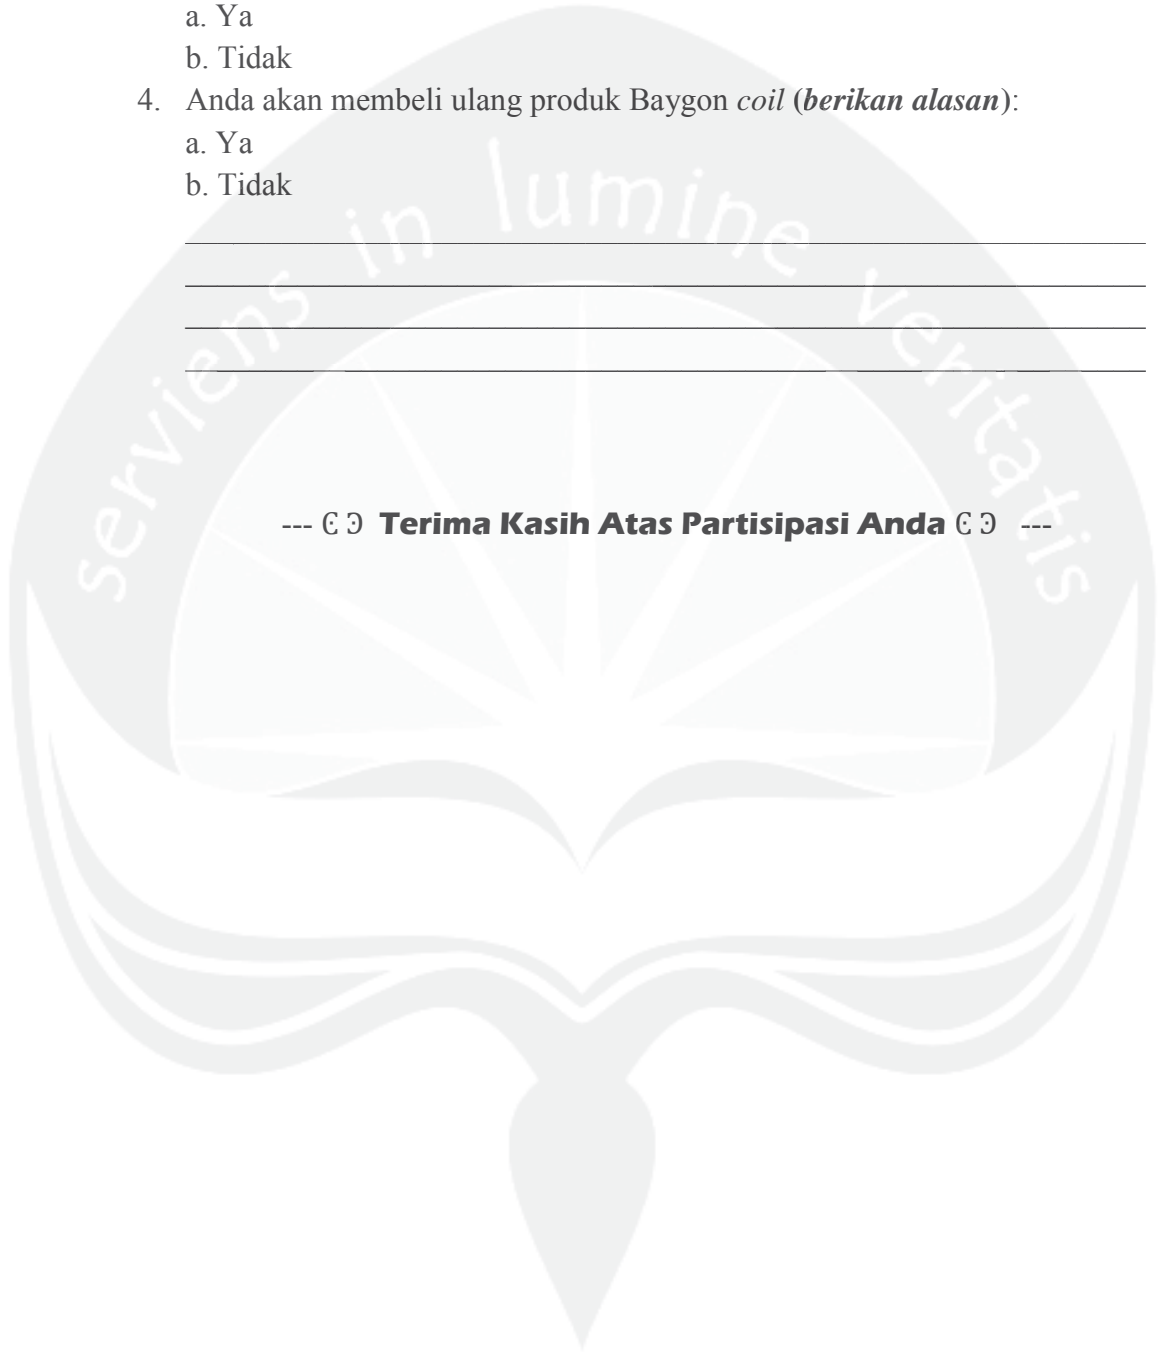 a. Ya
b. Tidak
4. Anda akan membeli ulang produk Baygon coil (berikan alasan):
a. Ya
b. Tidak
serviens in lumine veritatis
--- Ͼ Ͽ Terima Kasih Atas Partisipasi Anda Ͼ Ͽ ---